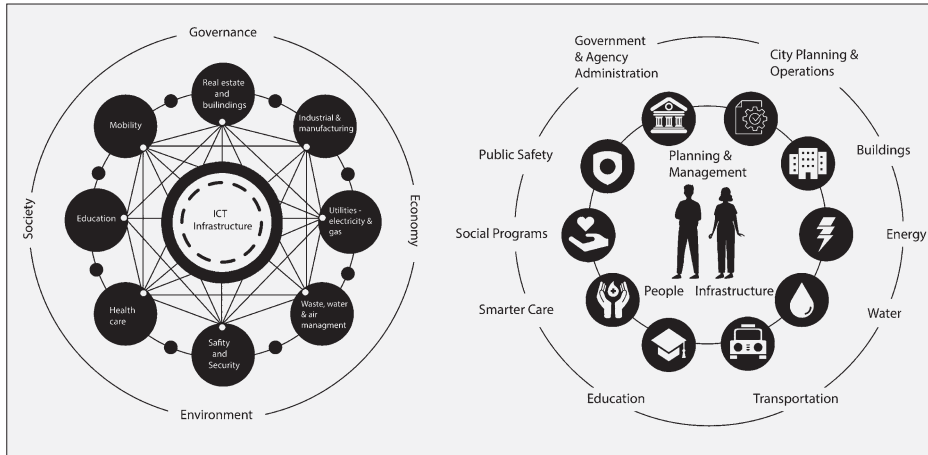 Governance
Real estate
and
builindings
Industrial &
manufacturing
Mobility
Education
ICT
Infrastructure
Utilities -
electricity &
gas
Health
care
Waste, water
& air
managment
Safity
and
Security
Society
Economy
Environment
Government
& Agency
Administration
City Planning &
Operations
Public Safety
Planning &
Management
Buildings
Social Programs
Energy
People
Infrastructure
Smarter Care
Water
Education
Transportation